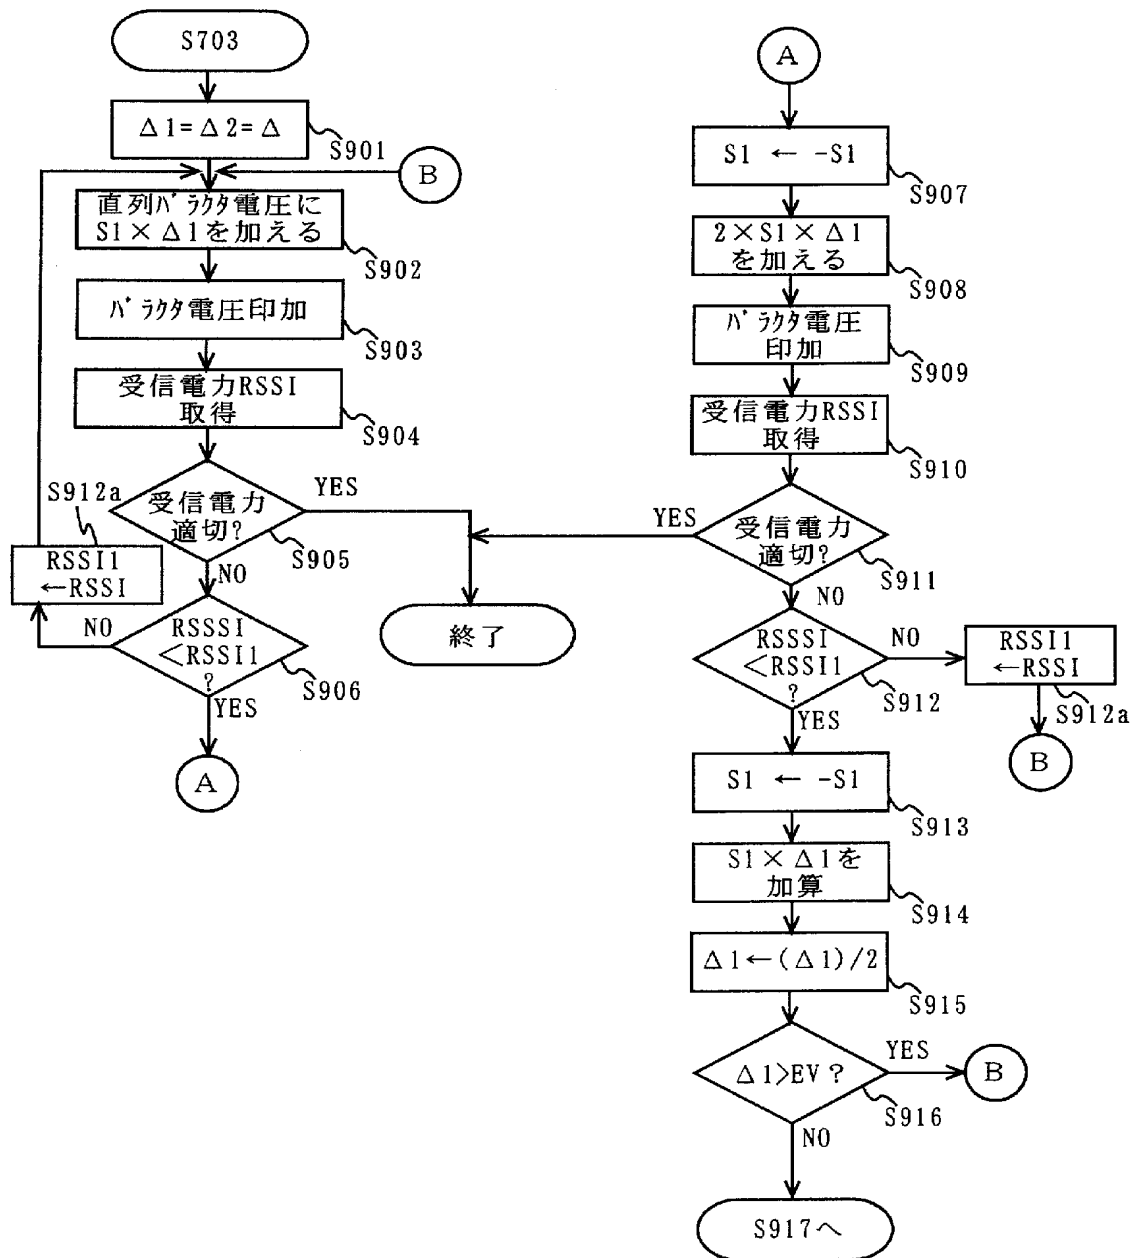 S703
Δ1=Δ2=Δ
S901
B
直列ﾊﾞﾗｸﾀ電圧に
S1×Δ1を加える
S902
ﾊﾞﾗｸﾀ電圧印加
S903
受信電力RSSI
取得
S904
受信電力
適切?
YES
S905
NO
S912a
RSSI1
←RSSI
NO
RSSSI
<RSSI1
?
S906
YES
A
終了
A
S1 ← -S1
S907
2×S1×Δ1
を加える
S908
ﾊﾞﾗｸﾀ電圧
印加
S909
受信電力RSSI
取得
S910
YES
受信電力
適切?
S911
NO
RSSSI
<RSSI1
?
NO
S912
RSSI1
←RSSI
S912a
B
YES
S1 ← -S1
S913
S1×Δ1を
加算
S914
Δ1←(Δ1)/2
S915
Δ1>EV?
YES
B
S916
NO
S917へ